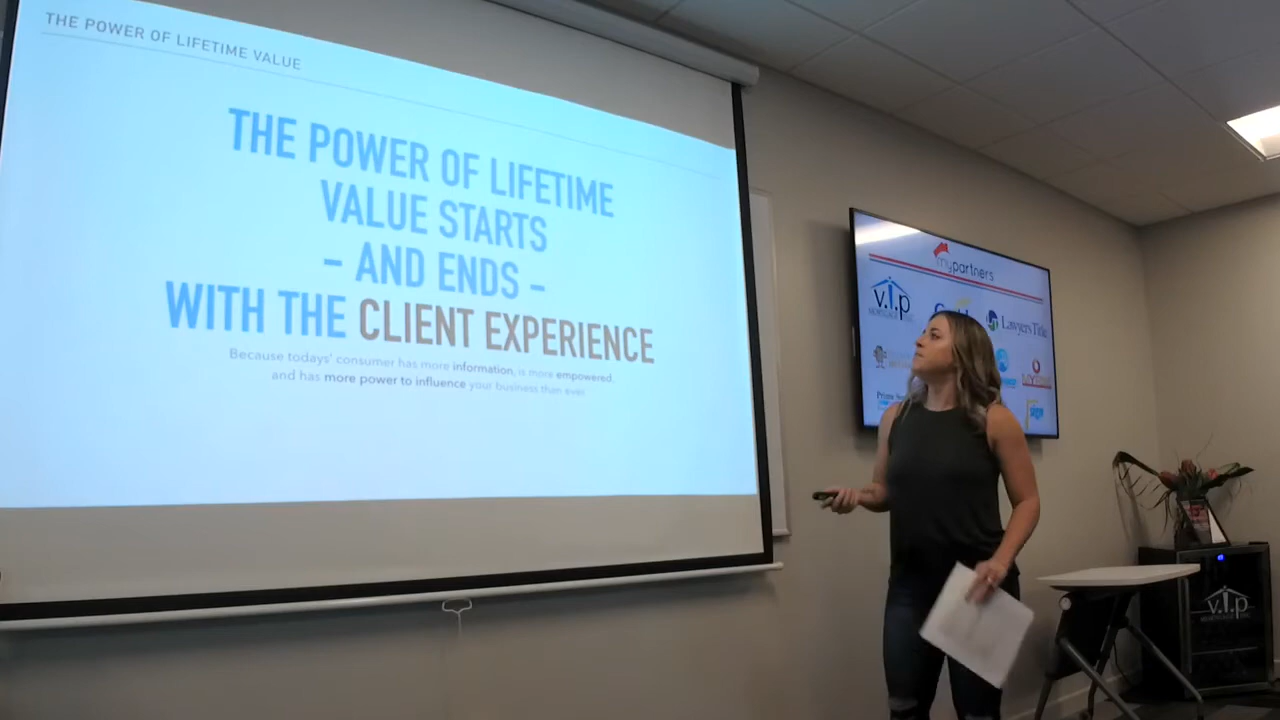 THE POWER OF LIFETIME VALUE
THE POWER OF LIFETIME
VALUE STARTS
- AND ENDS -
WITH THE CLIENT EXPERIENCE
Because todays' consumer has more information, is more empowered,
and has more power to influence your business than ever
mypartners
v.i.p
MORTGAGE INC.
Lawyers Title
v.i.p